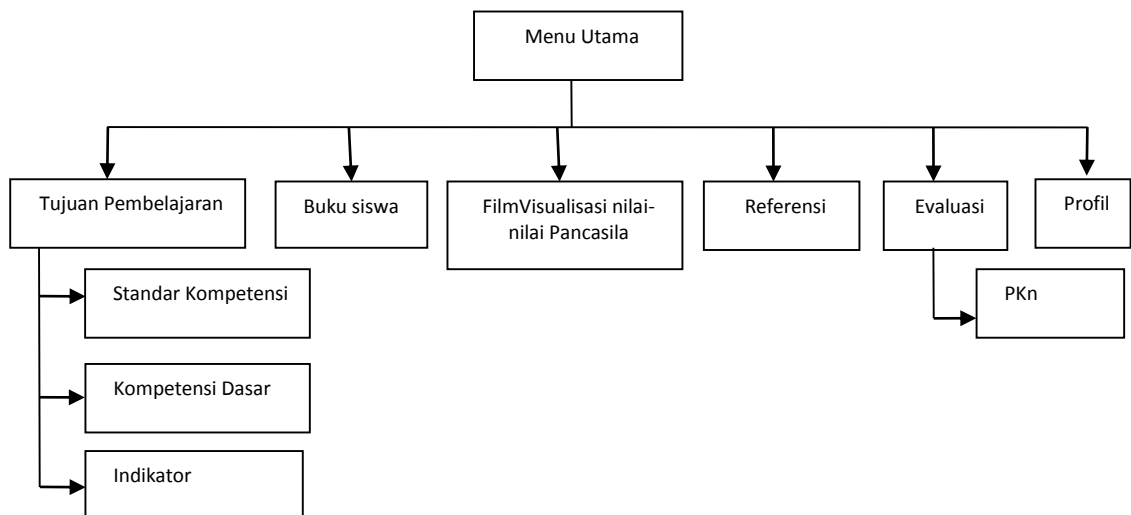 Menu Utama
Tujuan Pembelajaran
Buku siswa
FilmVisualisasi nilai-
nilai Pancasila
Referensi
Evaluasi
Profil
Standar Kompetensi
PKn
Kompetensi Dasar
Indikator